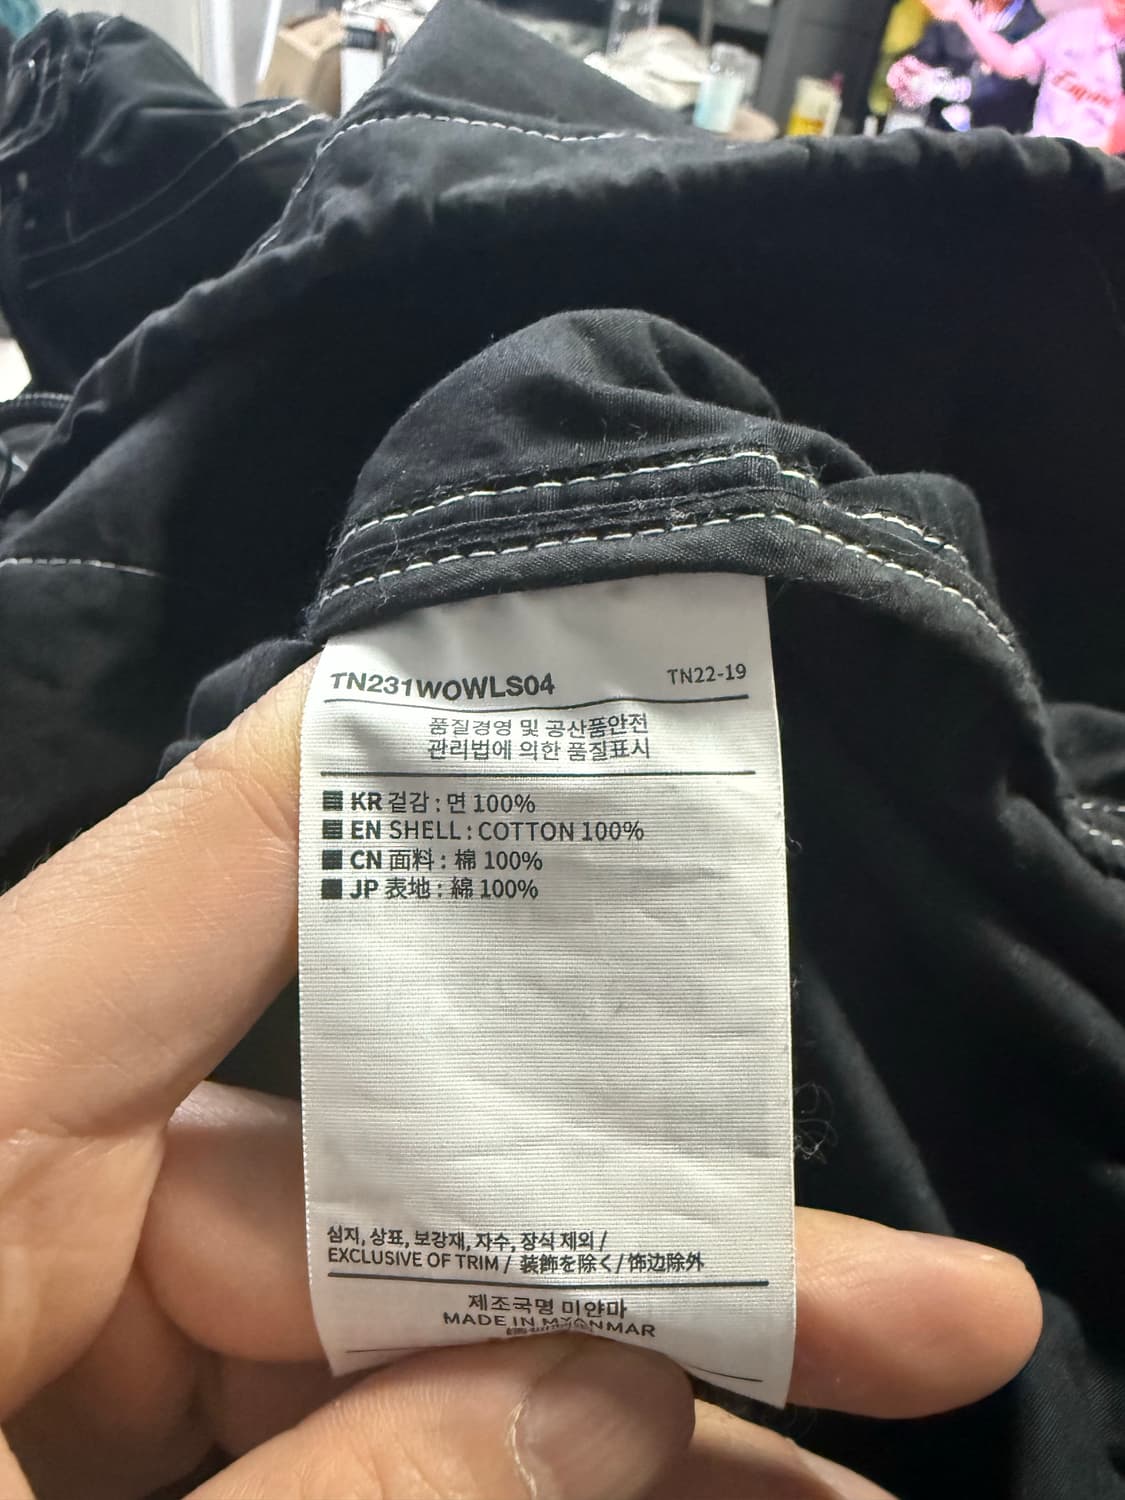 TN231WOWLS04
TN22-19
품질경영 및 공산품안전
관리법에 의한 품질표시
KR 겉감 : 면 100%
EN SHELL : COTTON 100%
CN 面料 : 棉 100%
JP 表地 : 綿 100%
심지, 상표, 보강재, 자수, 장식 제외 /
EXCLUSIVE OF TRIM / 装飾を除く / 饰边除外
제조국명 미얀마
MADE IN MYANMAR